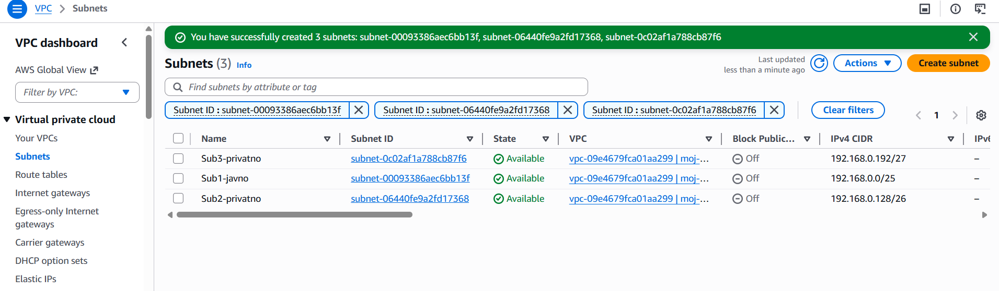 VPC > Subnets
VPC dashboard
AWS Global View
Filter by VPC:
Virtual private cloud
Your VPCs
Subnets
Route tables
Internet gateways
Egress-only Internet
gateways
Carrier gateways
DHCP option sets
Elastic IPs
You have successfully created 3 subnets: subnet-00093386aec6bb13f, subnet-06440fe9a2fd17368, subnet-0c02af1a788cb87f6
Subnets (3) Info
Last updated
less than a minute ago
Actions
Create subnet
Find subnets by attribute or tag
Subnet ID : subnet-00093386aec6bb13f
Subnet ID : subnet-06440fe9a2fd17368
Subnet ID : subnet-0c02af1a788cb87f6
Clear filters
1
Name Subnet ID State VPC Block Public... IPv4 CIDR IPv6
Sub3-privatno subnet-0c02af1a788cb87f6 Available vpc-09e4679fca01aa299 | moj-... Off 192.168.0.192/27 –
Sub1-javno subnet-00093386aec6bb13f Available vpc-09e4679fca01aa299 | moj-... Off 192.168.0.0/25 –
Sub2-privatno subnet-06440fe9a2fd17368 Available vpc-09e4679fca01aa299 | moj-... Off 192.168.0.128/26 –